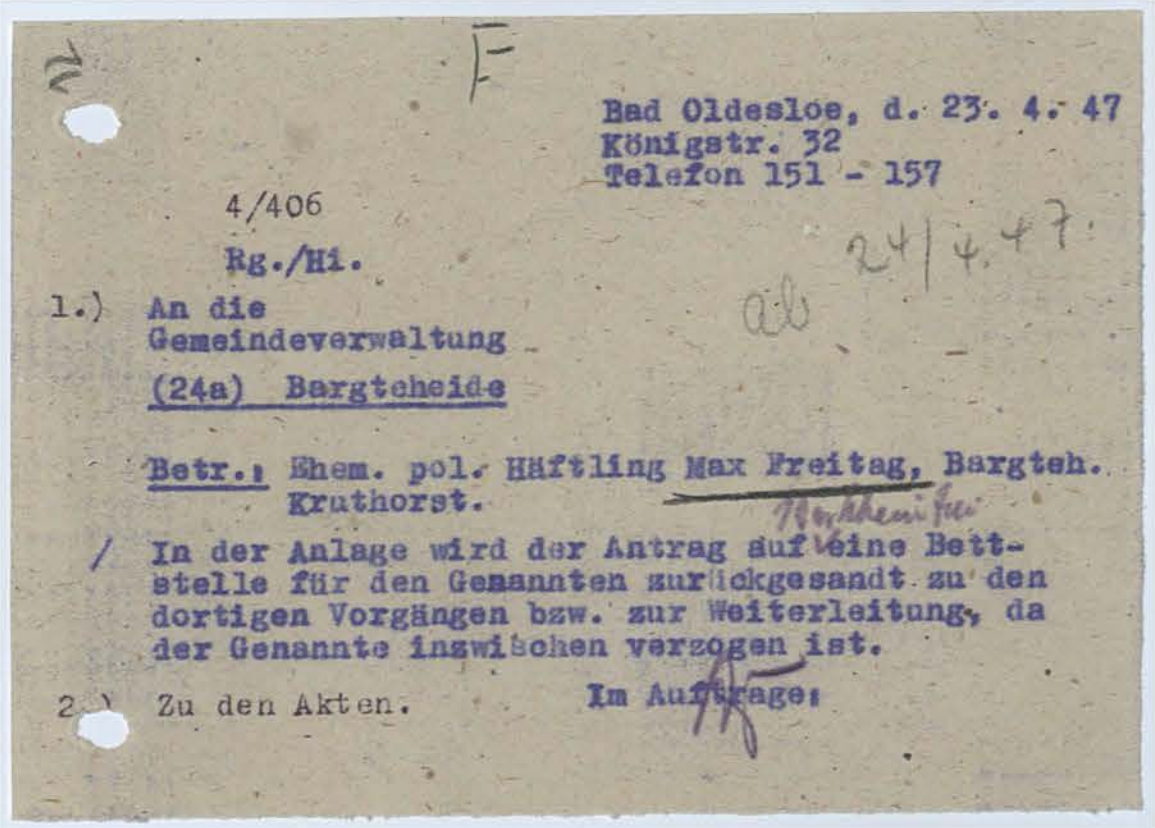 F
Bad Oldesloe, d. 23. 4. 47
Königstr. 32
Telefon 151 - 157
4/406
24/4.47.
Rg./Hi.
ab
1.) An die
Gemeindeverwaltung
(24a) Bargteheide
Betr.: Ehem. pol. Häftling Max Freitag, Bargteh.
Kruthorst.
/ In der Anlage wird der Antrag auf eine Bett-
stelle für den Genannten zurückgesandt zu den
dortigen Vorgängen bzw. zur Weiterleitung, da
der Genannte inzwischen verzogen ist.
Im Auftrage:
2.) Zu den Akten.